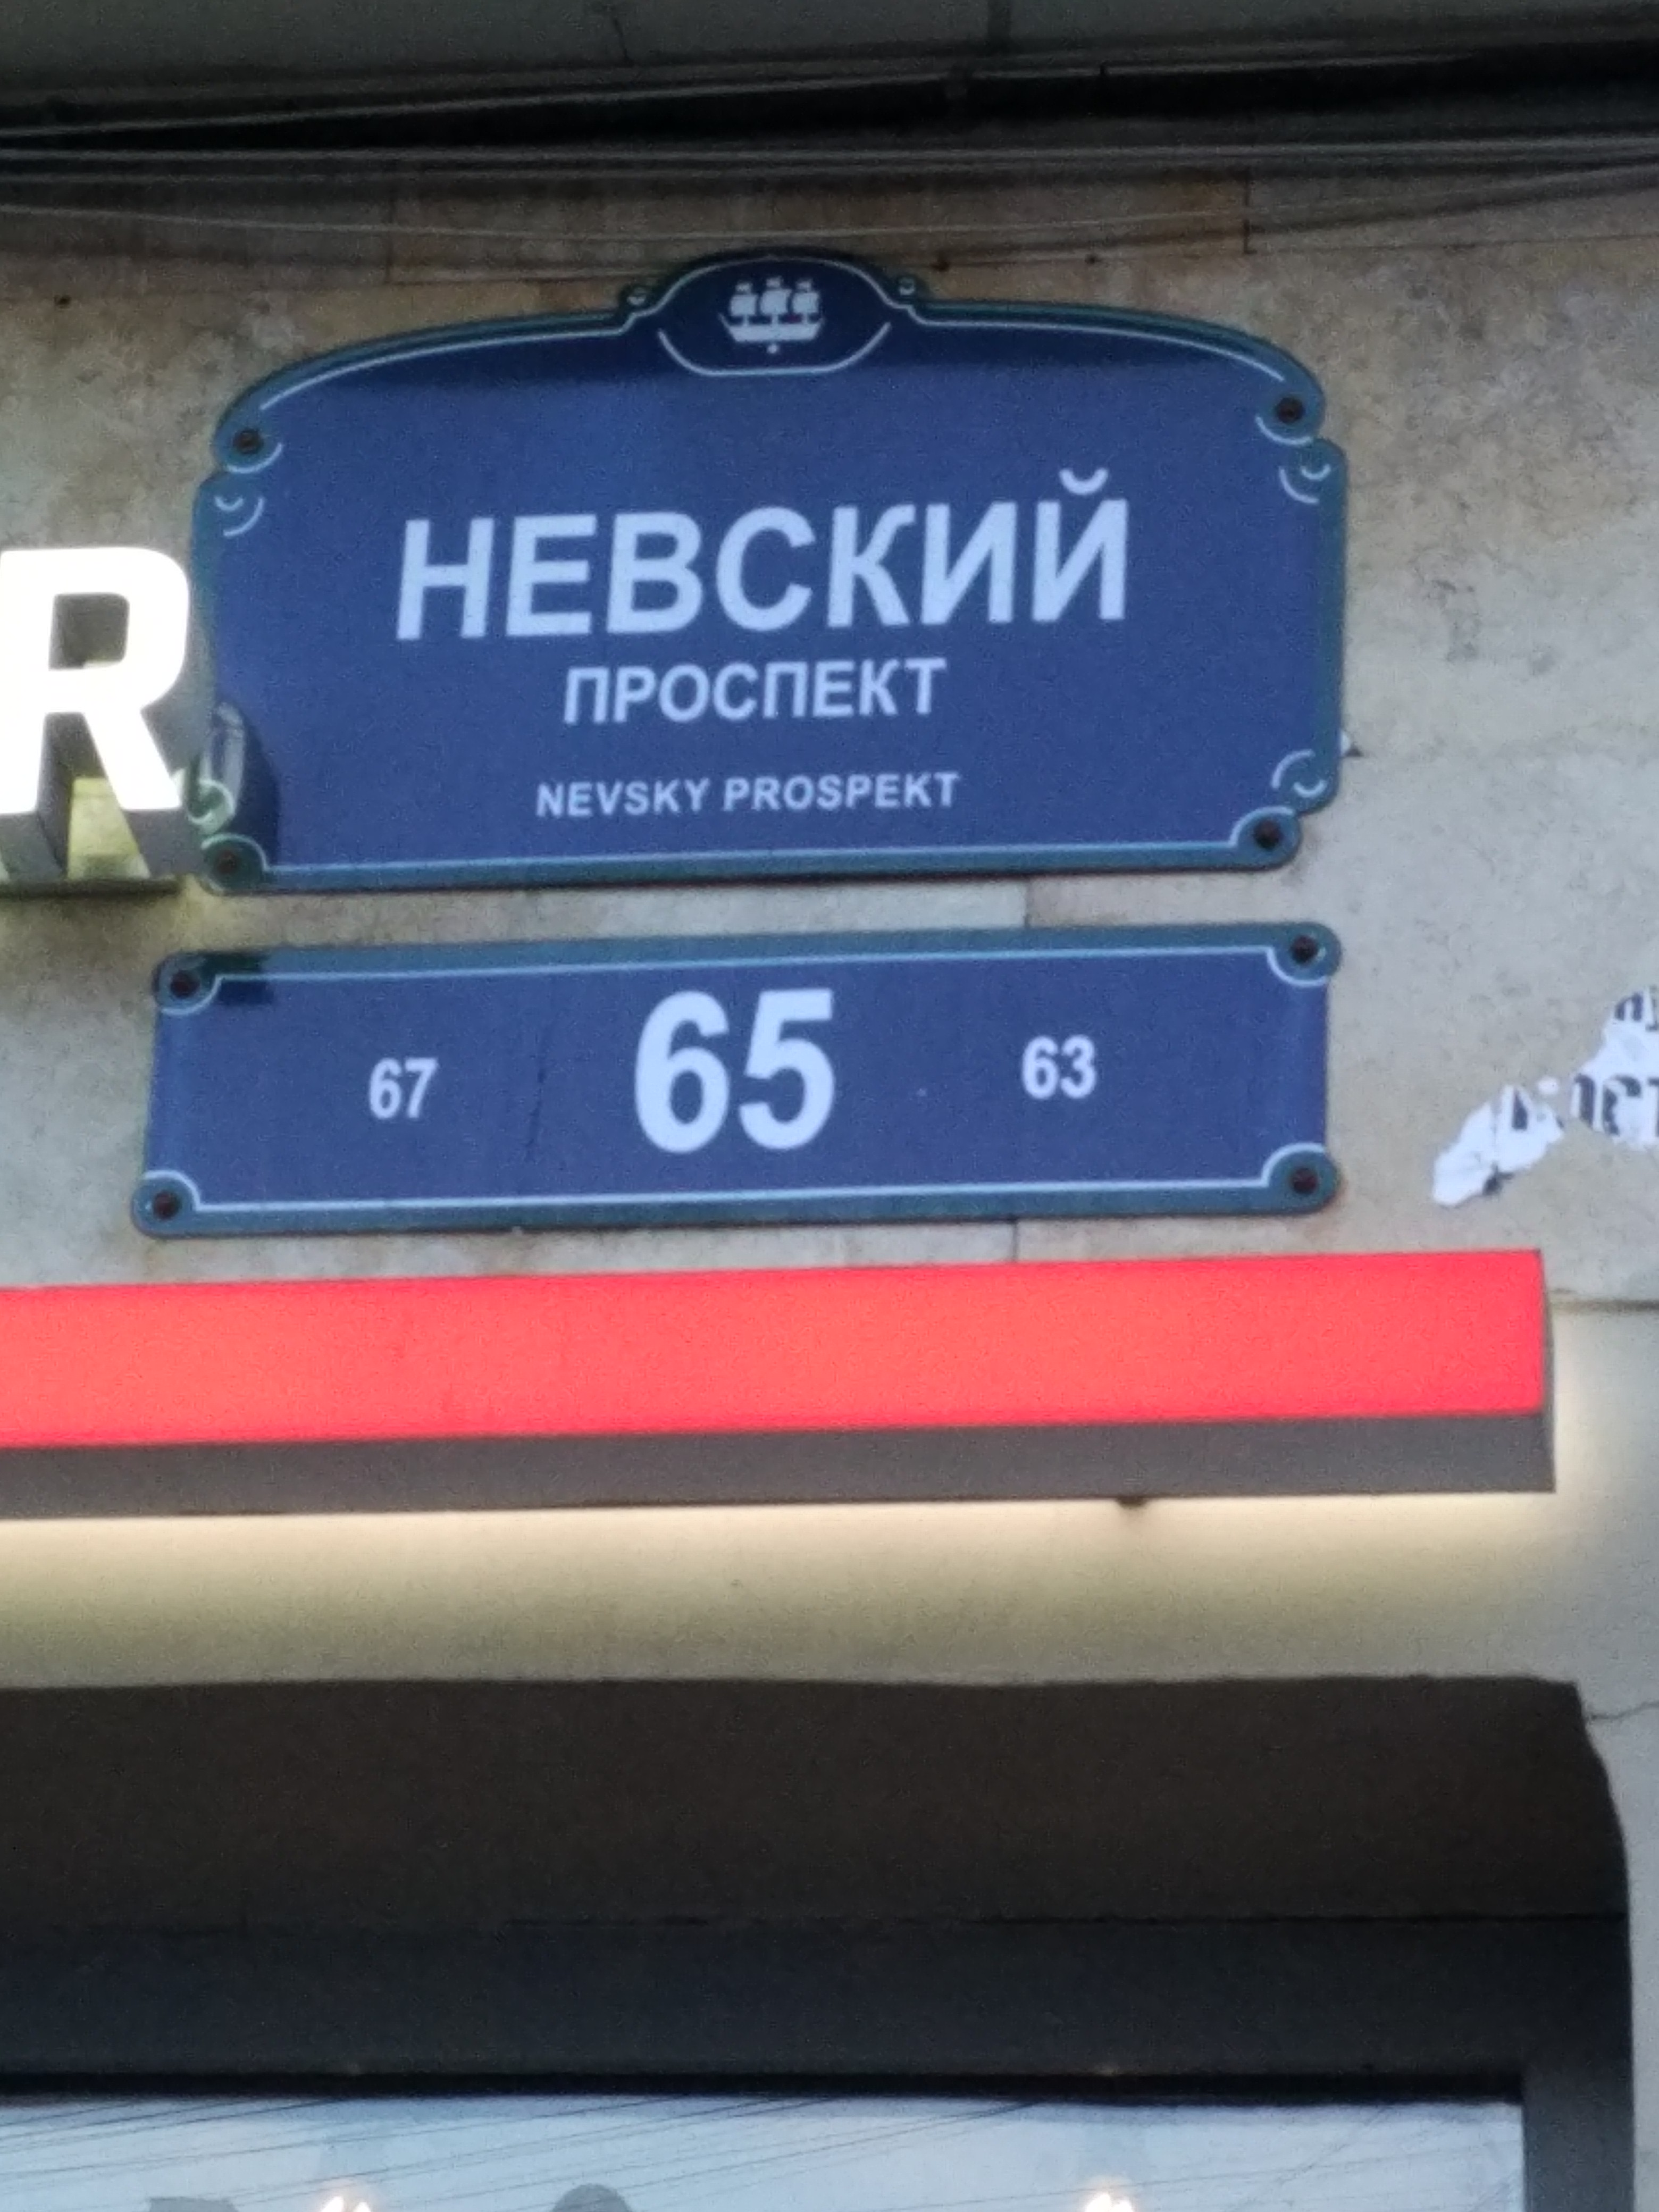 НЕВСКИЙ
ПРОСПЕКТ
NEVSKY PROSPEKT
R
67 65 63